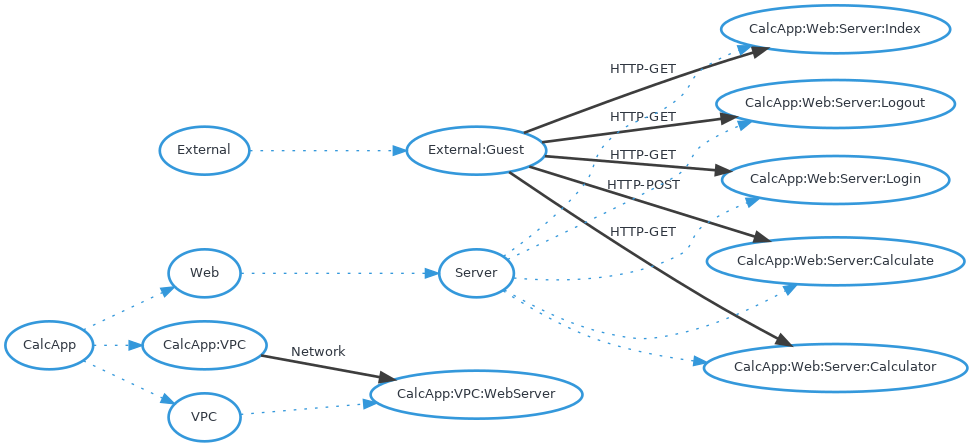 CalcApp:Web:Server:Index
HTTP-GET
CalcApp:Web:Server:Logout
HTTP-GET
External
External:Guest
HTTP-GET
CalcApp:Web:Server:Login
HTTP-POST
HTTP-GET
CalcApp:Web:Server:Calculate
Web
Server
CalcApp
CalcApp:VPC
Network
CalcApp:Web:Server:Calculator
CalcApp:VPC:WebServer
VPC